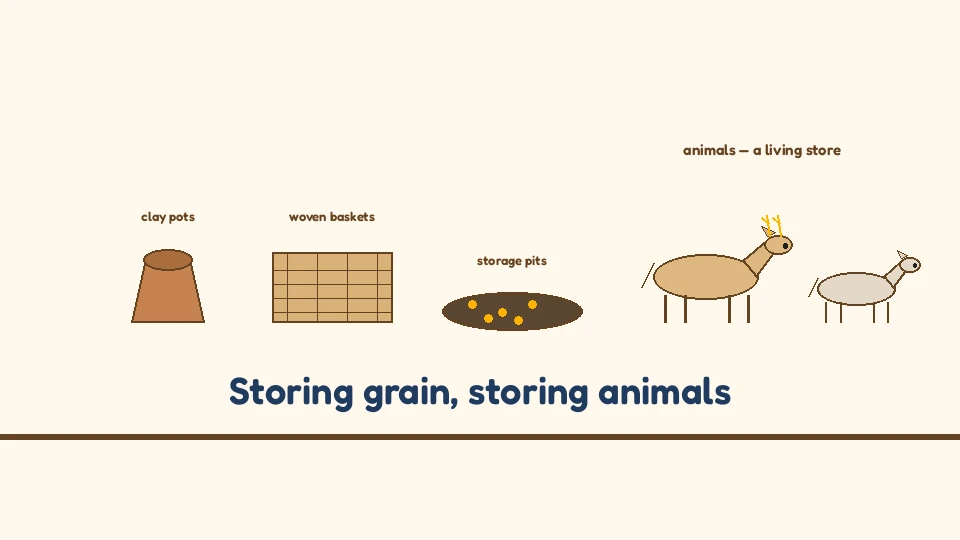 animals — a living store
clay pots
woven baskets
storage pits
Storing grain, storing animals